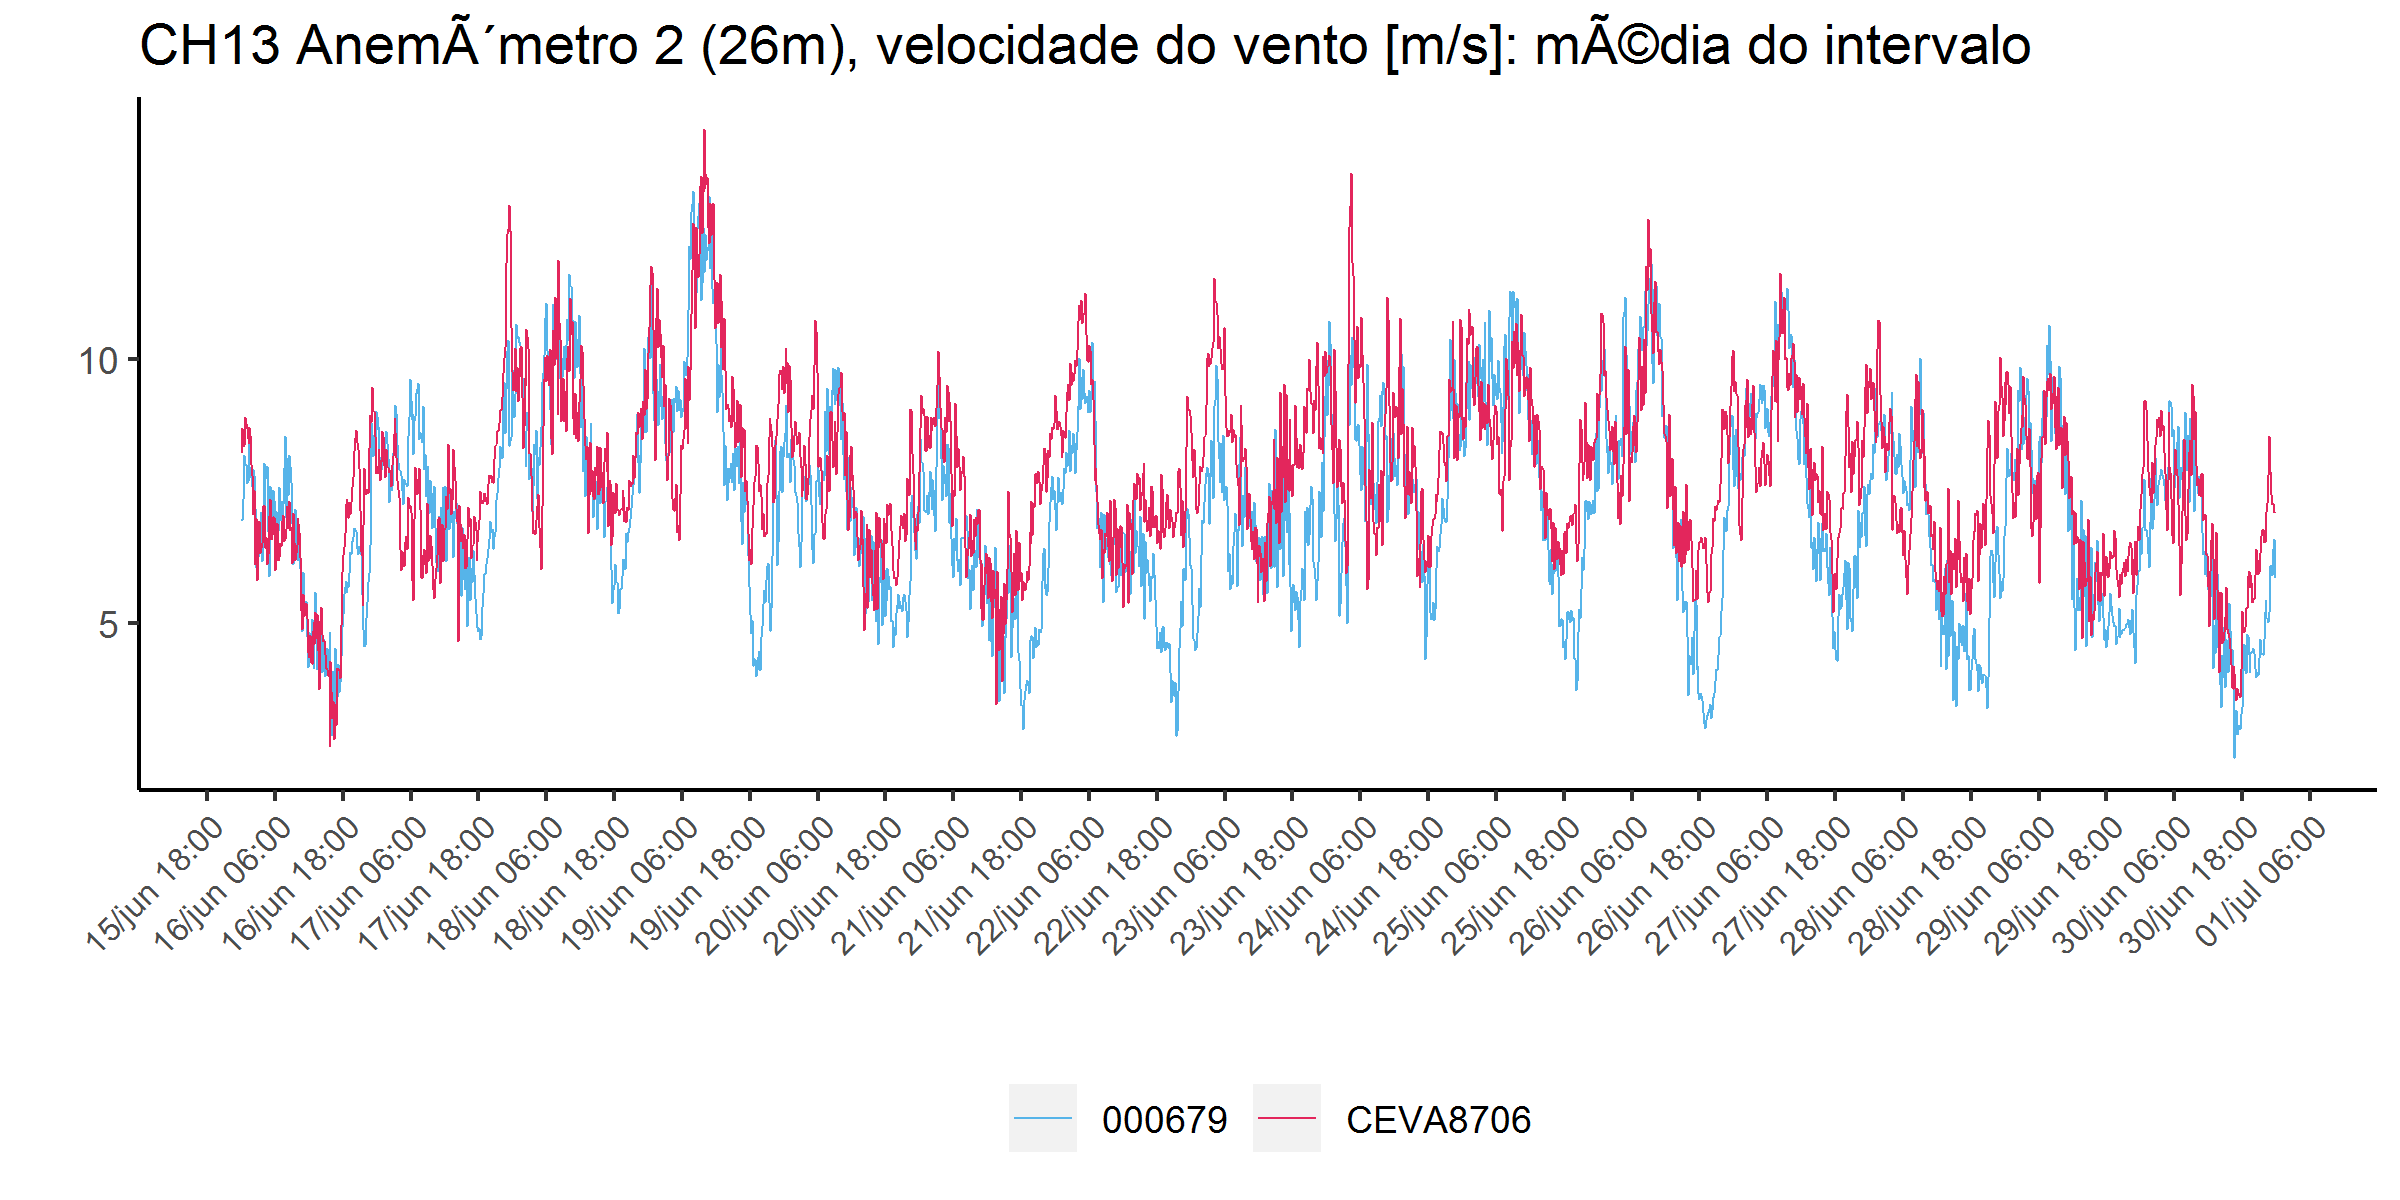 CH13 AnemÃ´metro 2 (26m), velocidade do vento [m/s]: mÃ©dia do intervalo
10
5
15/jun 18:00
16/jun 06:00
16/jun 18:00
17/jun 06:00
17/jun 18:00
18/jun 06:00
18/jun 18:00
19/jun 06:00
19/jun 18:00
20/jun 06:00
20/jun 18:00
21/jun 06:00
21/jun 18:00
22/jun 06:00
22/jun 18:00
23/jun 06:00
23/jun 18:00
24/jun 06:00
24/jun 18:00
25/jun 06:00
25/jun 18:00
26/jun 06:00
26/jun 18:00
27/jun 06:00
27/jun 18:00
28/jun 06:00
28/jun 18:00
29/jun 06:00
29/jun 18:00
30/jun 06:00
30/jun 18:00
01/jul 06:00
000679
CEVA8706